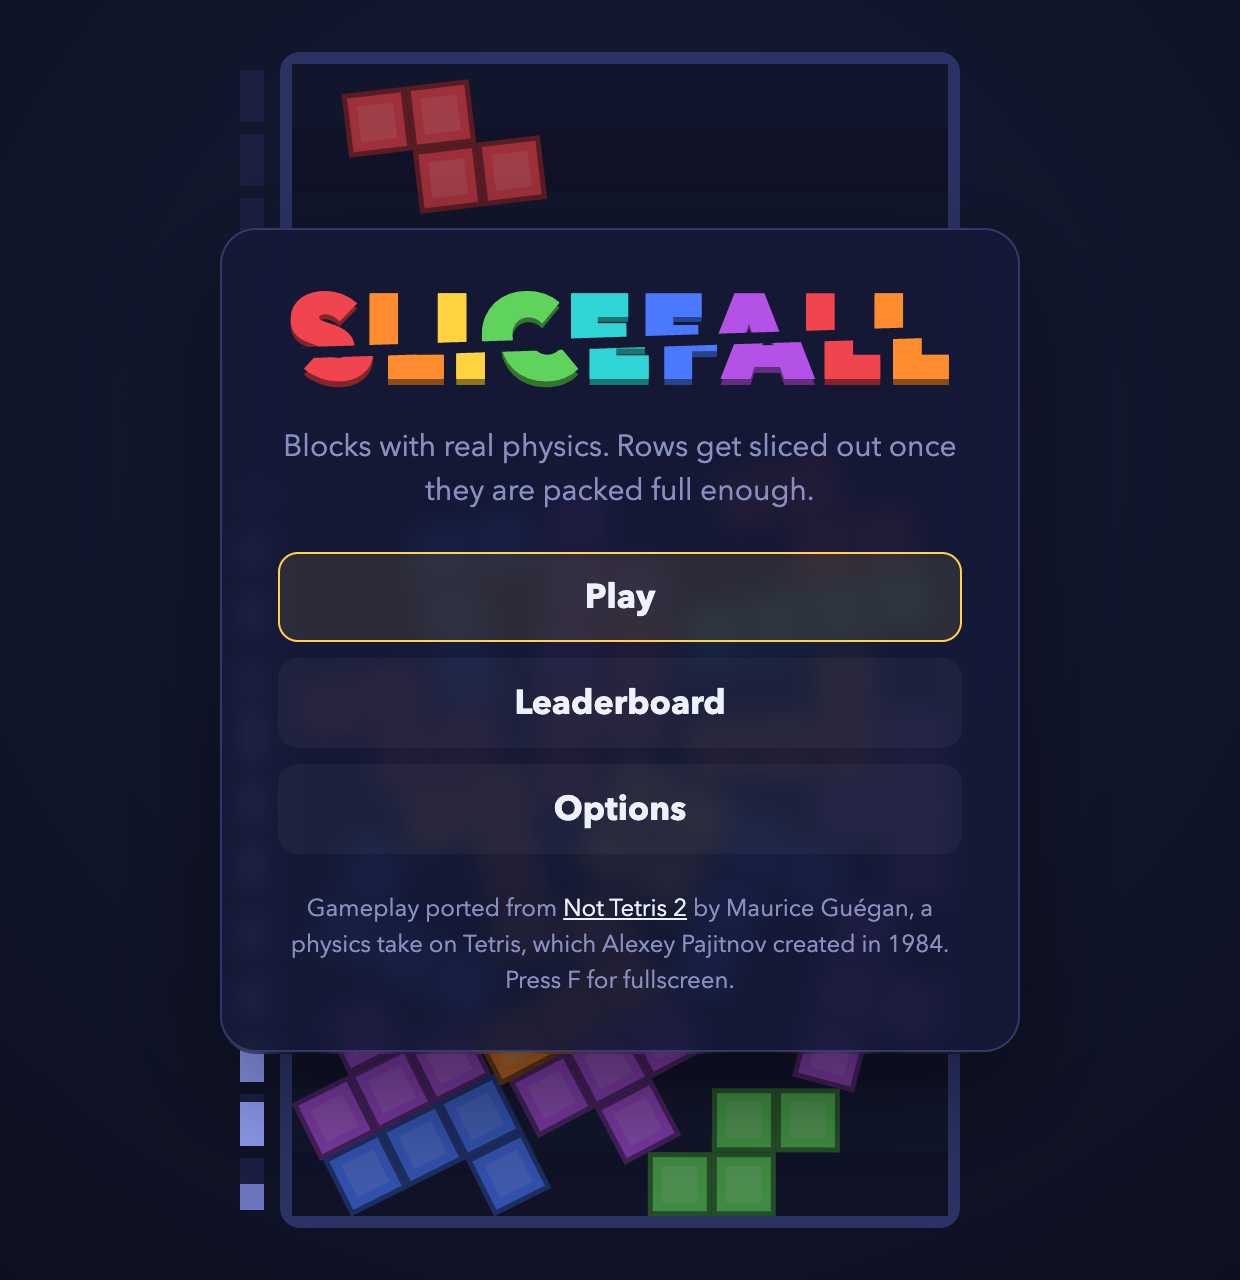 SLICEFALL
Blocks with real physics. Rows get sliced out once
they are packed full enough.
Play
Leaderboard
Options
Gameplay ported from Not Tetris 2 by Maurice Guégan, a
physics take on Tetris, which Alexey Pajitnov created in 1984.
Press F for fullscreen.